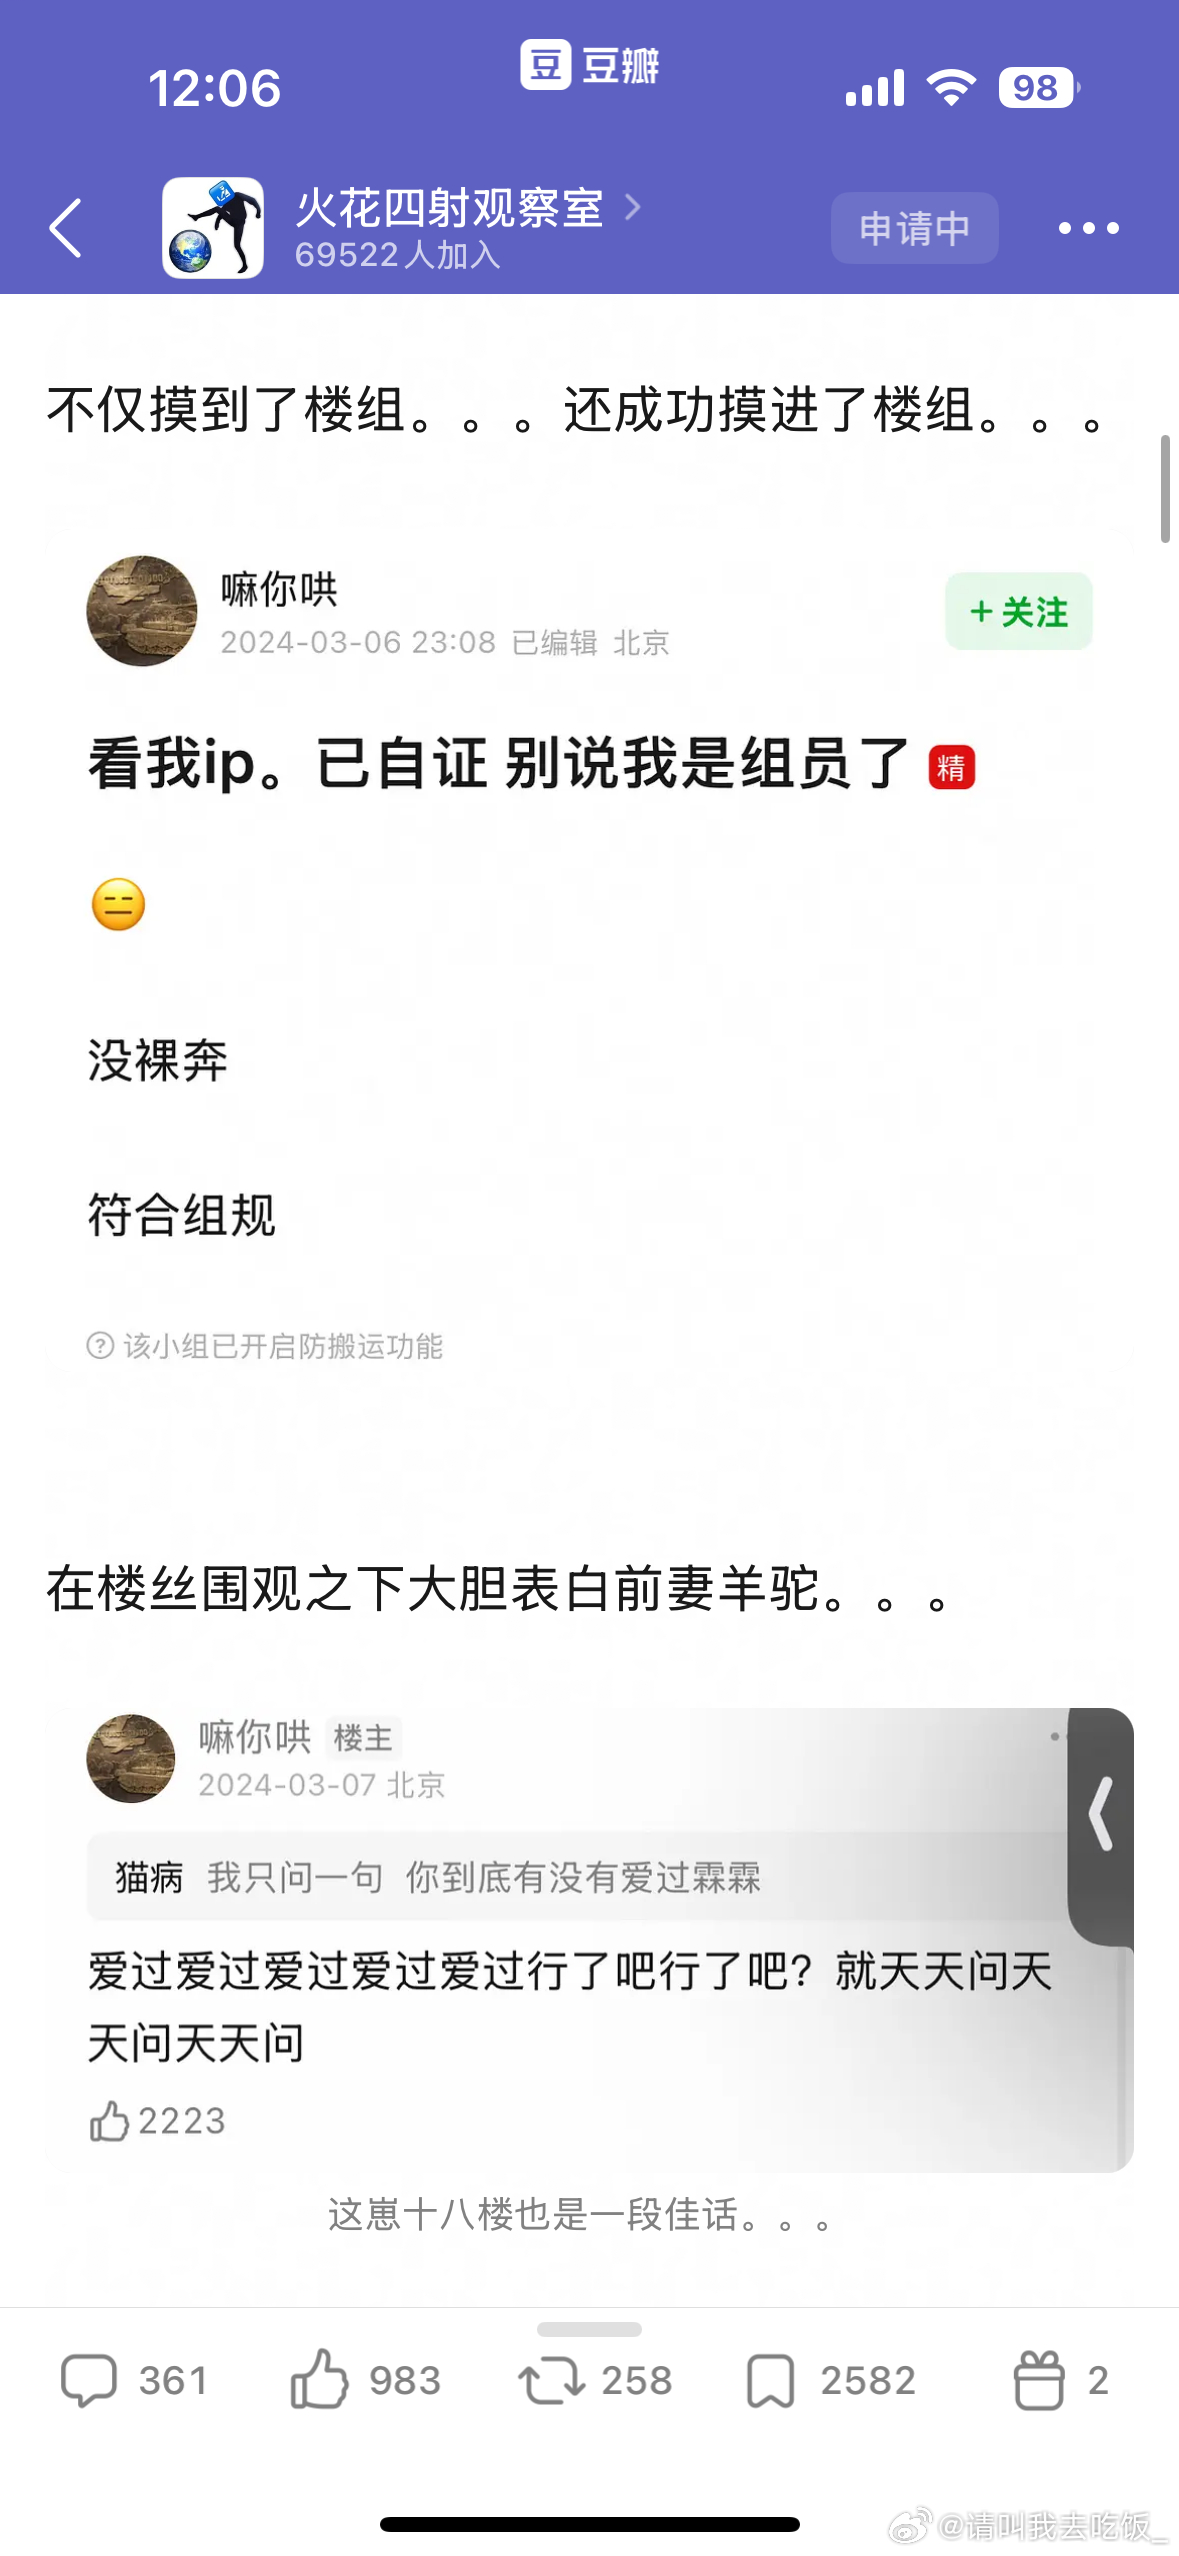 12:06
豆 豆瓣
98
火花四射观察室
69522人加入
申请中
不仅摸到了楼组。。。还成功摸进了楼组。。。
嘛你哄
2024-03-06 23:08 已编辑 北京
+ 关注
看我ip。已自证 别说我是组员了 精
没裸奔
符合组规
? 该小组已开启防搬运功能
在楼丝围观之下大胆表白前妻羊驼。。。
嘛你哄 楼主
2024-03-07 北京
猫病 我只问一句 你到底有没有爱过霖霖
爱过爱过爱过爱过爱过行了吧行了吧？就天天问天
天问天天问
2223
这崽十八楼也是一段佳话。。。
361 983 258 2582 2
@请叫我去吃饭_